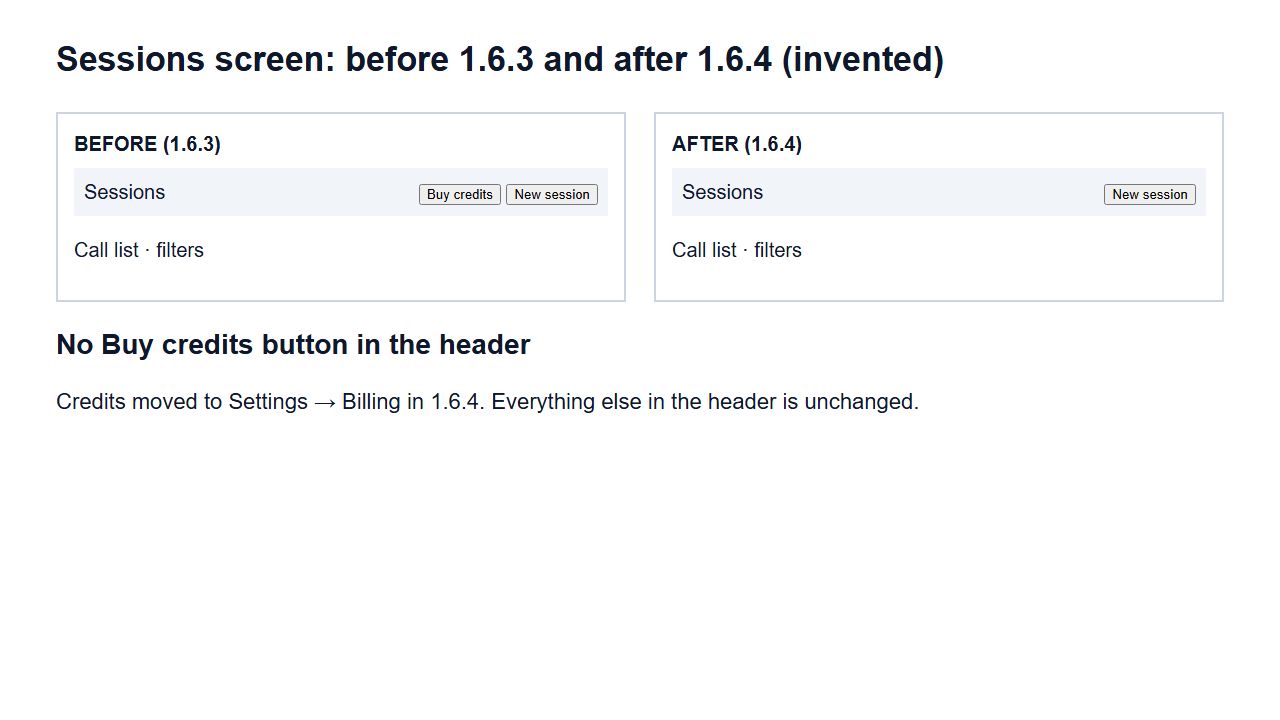 Sessions screen: before 1.6.3 and after 1.6.4 (invented)
BEFORE (1.6.3)
Sessions Buy credits New session
Call list · filters
AFTER (1.6.4)
Sessions New session
Call list · filters
No Buy credits button in the header
Credits moved to Settings → Billing in 1.6.4. Everything else in the header is unchanged.